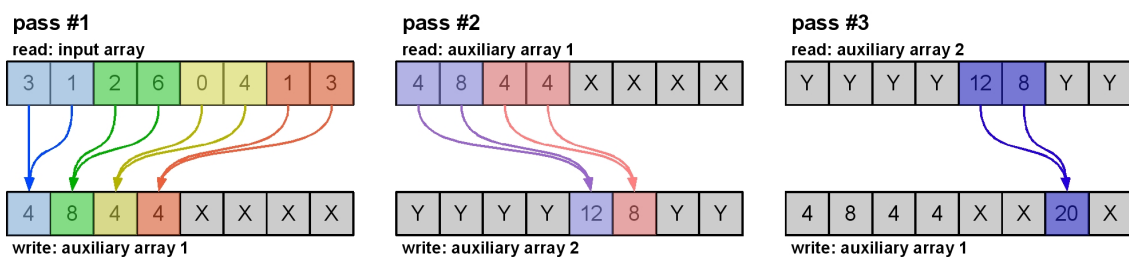 pass #1
read: input array
3 1 2 6 0 4 1 3
4 8 4 4 X X X X
write: auxiliary array 1
pass #2
read: auxiliary array 1
4 8 4 4 X X X X
Y Y Y Y 12 8 Y Y
write: auxiliary array 2
pass #3
read: auxiliary array 2
Y Y Y Y 12 8 Y Y
4 8 4 4 X X 20 X
write: auxiliary array 1